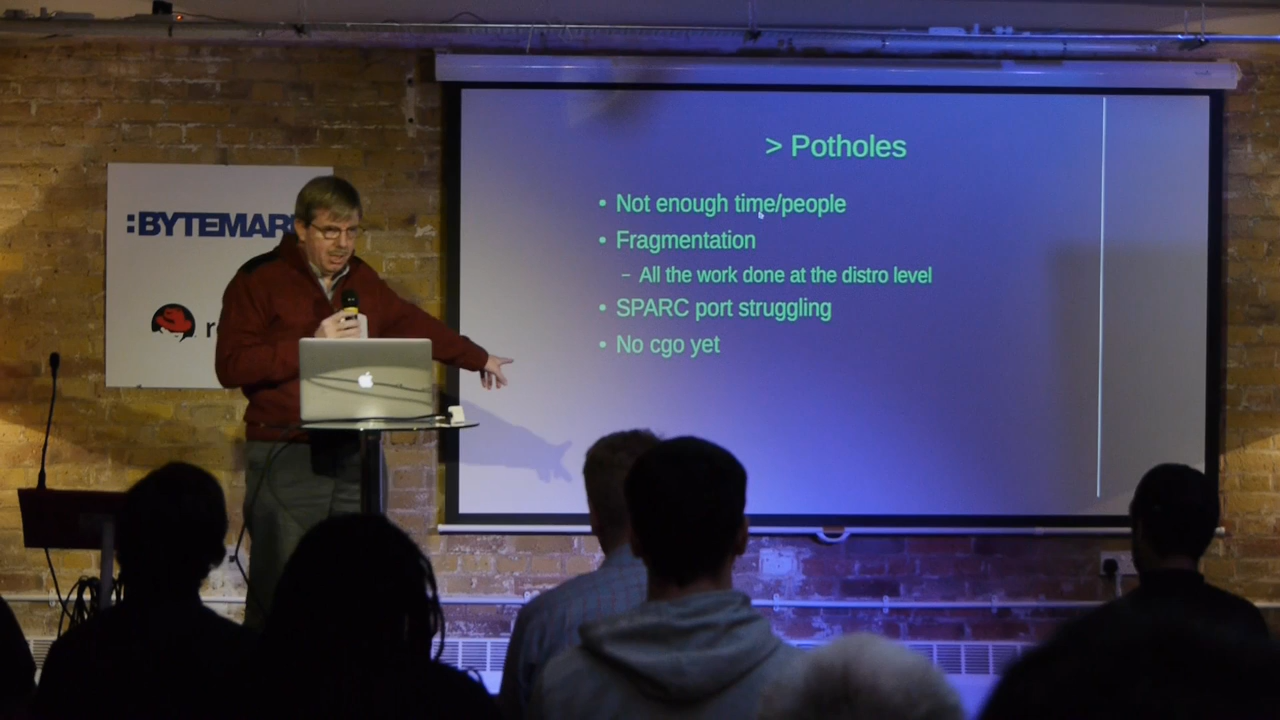 > Potholes
• Not enough time/people
• Fragmentation
– All the work done at the distro level
• SPARC port struggling
• No cgo yet
:BYTEMAR
r